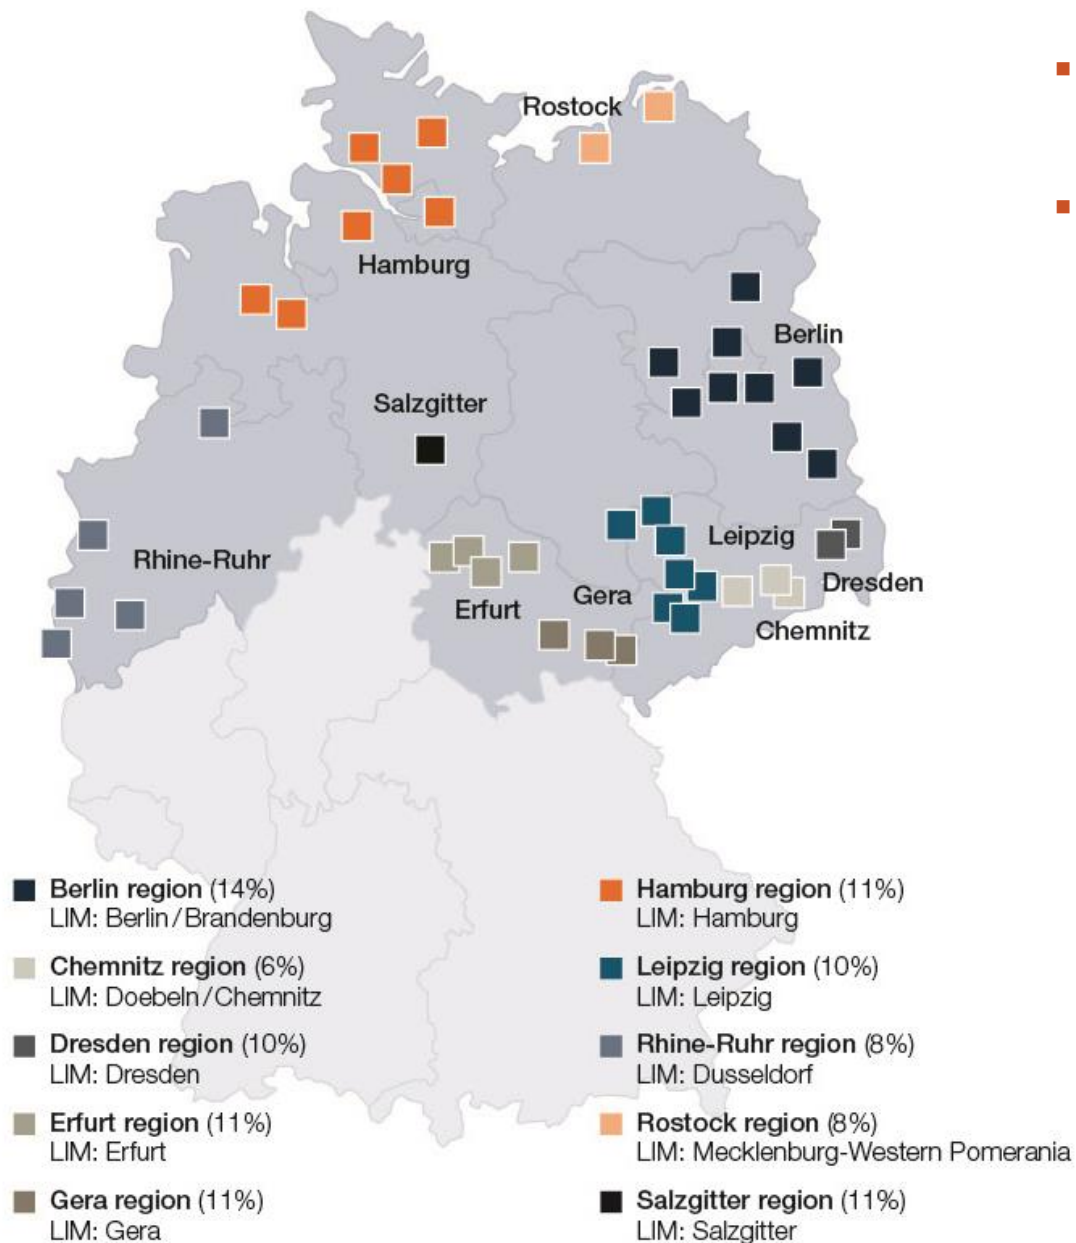 Rostock
Hamburg
Berlin
Salzgitter
Leipzig
Rhine-Ruhr
Dresden
Gera
Erfurt
Chemnitz
Berlin region (14%)
LIM: Berlin/Brandenburg
Chemnitz region (6%)
LIM: Doebeln/Chemnitz
Dresden region (10%)
LIM: Dresden
Erfurt region (11%)
LIM: Erfurt
Gera region (11%)
LIM: Gera
Hamburg region (11%)
LIM: Hamburg
Leipzig region (10%)
LIM: Leipzig
Rhine-Ruhr region (8%)
LIM: Dusseldorf
Rostock region (8%)
LIM: Mecklenburg-Western Pomerania
Salzgitter region (11%)
LIM: Salzgitter